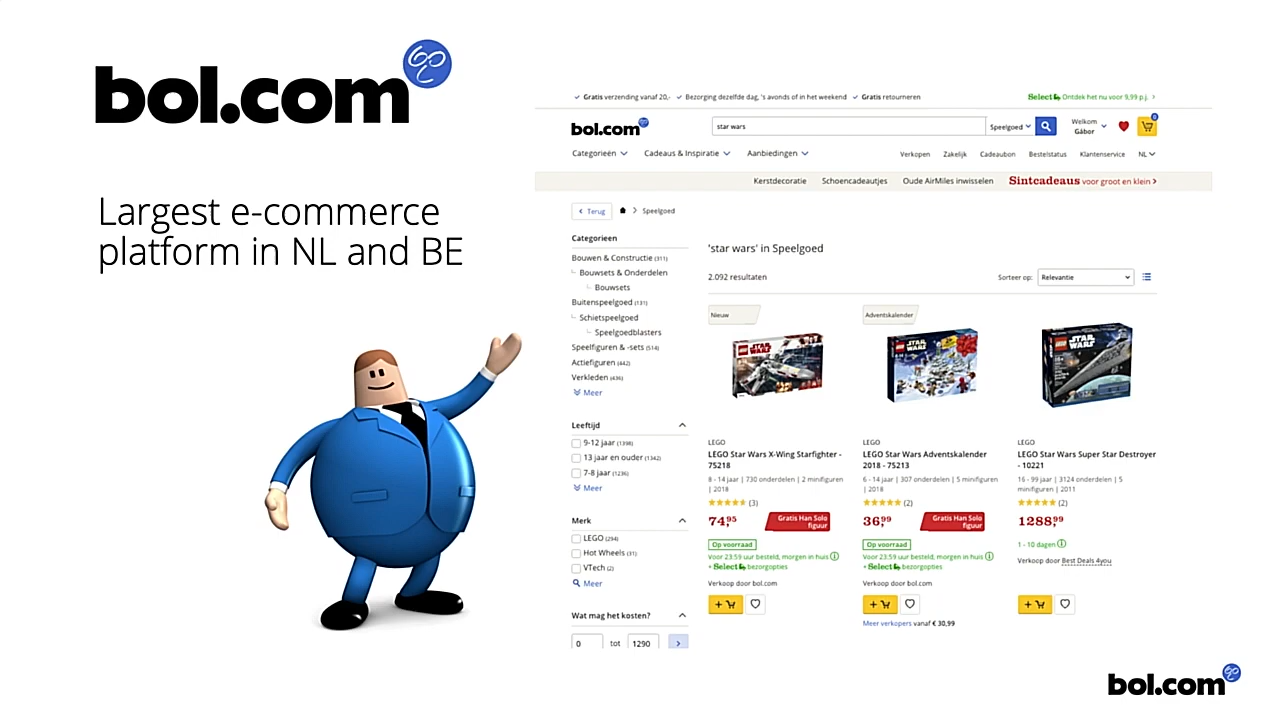 bol.com
Largest e-commerce
platform in NL and BE
Gratis verzending vanaf 20,- Bezorging dezelfde dag, 's avonds of in het weekend Gratis retourneren
Select Ontdek het nu voor 9,99 p.j.
bol.com
star wars
Speelgoed
Welkom
Gábor
0
Categorieën Cadeaus & Inspiratie Aanbiedingen
Verkopen Zakelijk Cadeaubon Bestelstatus Klantenservice NL
Kerstdecoratie Schoencadeautjes Oude AirMiles inwisselen Sintcadeaus voor groot en klein
Terug Speelgoed
Categorieen
Bouwen & Constructie (311)
Bouwsets & Onderdelen
Bouwsets
Buitenspeelgoed (131)
Schietspeelgoed
Speelgoedblasters
Speelfiguren & -sets (514)
Actiefiguren (442)
Verkleden (436)
Meer
Leeftijd
9-12 jaar (1398)
13 jaar en ouder (1342)
7-8 jaar (1236)
Meer
Merk
LEGO (294)
Hot Wheels (31)
VTech (2)
Meer
Wat mag het kosten?
0 tot 1290
'star wars' in Speelgoed
2.092 resultaten
Sorteer op: Relevantie
Nieuw
LEGO
LEGO Star Wars X-Wing Starfighter -
75218
8 - 14 jaar | 730 onderdelen | 2 minifiguren
| 2018
(3)
74,95
Gratis Han Solo
figuur
Op voorraad
Voor 23:59 uur besteld, morgen in huis
+ Select bezorgopties
Verkoop door bol.com
Adventskalender
LEGO
LEGO Star Wars Adventskalender
2018 - 75213
6 - 14 jaar | 307 onderdelen | 5 minifiguren
| 2018
(2)
36,99
Gratis Han Solo
figuur
Op voorraad
Voor 23:59 uur besteld, morgen in huis
+ Select bezorgopties
Verkoop door bol.com
Meer verkopers vanaf € 30,99
STAR WARS
LEGO
LEGO Star Wars Super Star Destroyer
- 10221
16 - 99 jaar | 3124 onderdelen | 5
minifiguren | 2011
(2)
1288,99
1 - 10 dagen
Verkoop door Best Deals 4you
bol.com